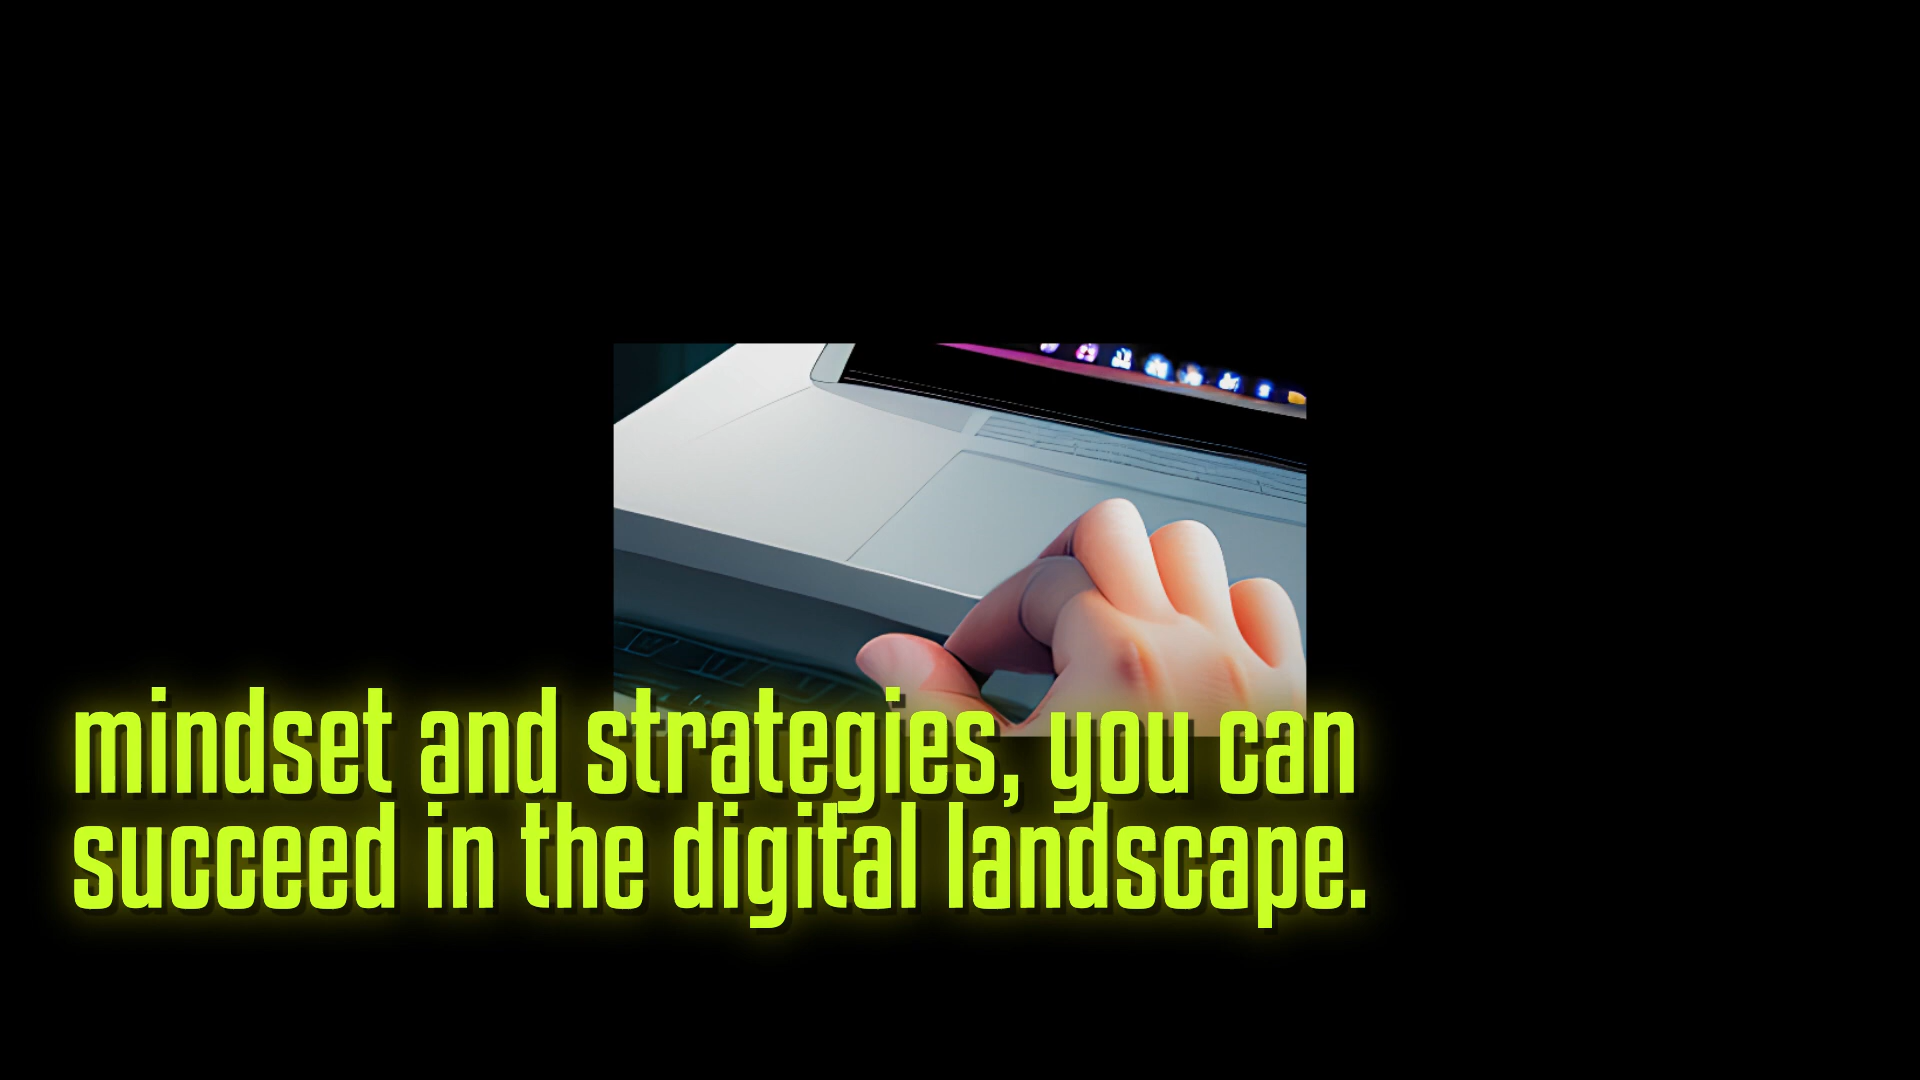 mindset and strategies, you can
succeed in the digital landscape.